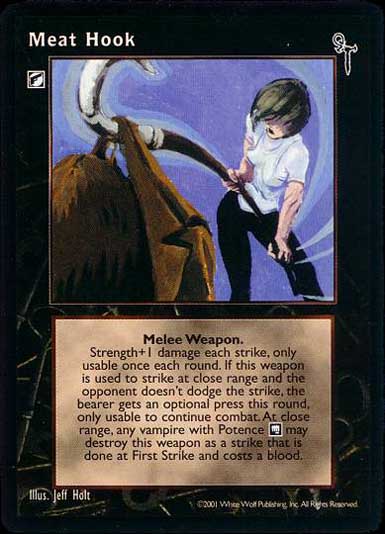 Meat Hook
Melee Weapon.
Strength+1 damage each strike, only
usable once each round. If this weapon
is used to strike at close range and the
opponent doesn't dodge the strike, the
bearer gets an optional press this round,
only usable to continue combat. At close
range, any vampire with Potence may
destroy this weapon as a strike that is
done at First Strike and costs a blood.
Illus. Jeff Holt
©2001 White Wolf Publishing, Inc. All Rights Reserved.